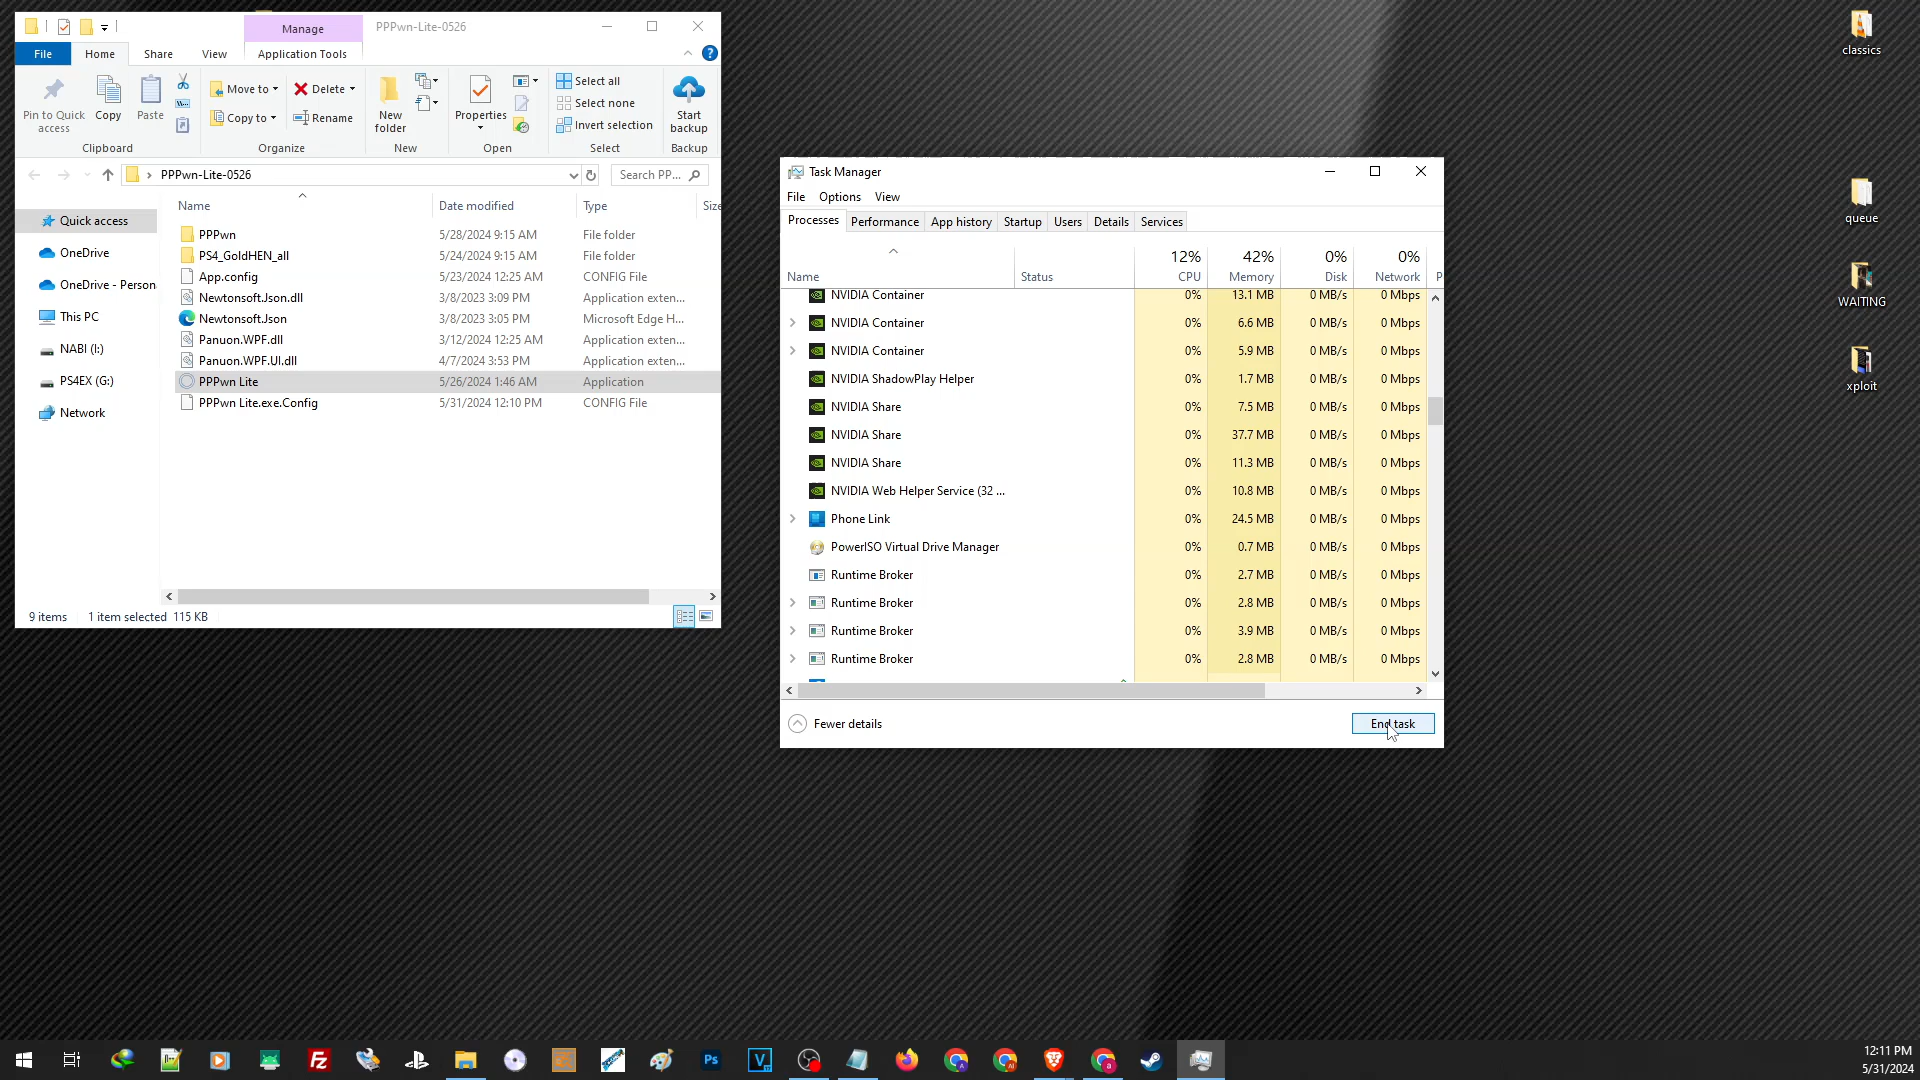 Manage
PPPwn-Lite-0526
File
Home
Share
View
Application Tools
Pin to Quick access
Copy
Paste
Move to
Copy to
Delete
Rename
New folder
Properties
Select all
Select none
Invert selection
Start backup
Clipboard
Organize
New
Open
Select
Backup
PPPwn-Lite-0526
Search PP...
Name
Date modified
Type
Size
Quick access
OneDrive
OneDrive - Person
This PC
NABI (I:)
PS4EX (G:)
Network
PPPwn 5/28/2024 9:15 AM File folder
PS4_GoldHEN_all 5/24/2024 9:15 AM File folder
App.config 5/23/2024 12:25 AM CONFIG File
Newtonsoft.Json.dll 3/8/2023 3:09 PM Application exten...
Newtonsoft.Json 3/8/2023 3:05 PM Microsoft Edge H...
Panuon.WPF.dll 3/12/2024 12:25 AM Application exten...
Panuon.WPF.UI.dll 4/7/2024 3:53 PM Application exten...
PPPwn Lite 5/26/2024 1:46 AM Application
PPPwn Lite.exe.Config 5/31/2024 12:10 PM CONFIG File
9 items 1 item selected 115 KB
Task Manager
File Options View
Processes Performance App history Startup Users Details Services
12% 42% 0% 0%
Name Status CPU Memory Disk Network P
NVIDIA Container 0% 13.1 MB 0 MB/s 0 Mbps
NVIDIA Container 0% 6.6 MB 0 MB/s 0 Mbps
NVIDIA Container 0% 5.9 MB 0 MB/s 0 Mbps
NVIDIA ShadowPlay Helper 0% 1.7 MB 0 MB/s 0 Mbps
NVIDIA Share 0% 7.5 MB 0 MB/s 0 Mbps
NVIDIA Share 0% 37.7 MB 0 MB/s 0 Mbps
NVIDIA Share 0% 11.3 MB 0 MB/s 0 Mbps
NVIDIA Web Helper Service (32 ... 0% 10.8 MB 0 MB/s 0 Mbps
Phone Link 0% 24.5 MB 0 MB/s 0 Mbps
PowerISO Virtual Drive Manager 0% 0.7 MB 0 MB/s 0 Mbps
Runtime Broker 0% 2.7 MB 0 MB/s 0 Mbps
Runtime Broker 0% 2.8 MB 0 MB/s 0 Mbps
Runtime Broker 0% 3.9 MB 0 MB/s 0 Mbps
Runtime Broker 0% 2.8 MB 0 MB/s 0 Mbps
Fewer details
End task
classics
queue
WAITING
xploit
Fz
Ps
V
12:11 PM
5/31/2024